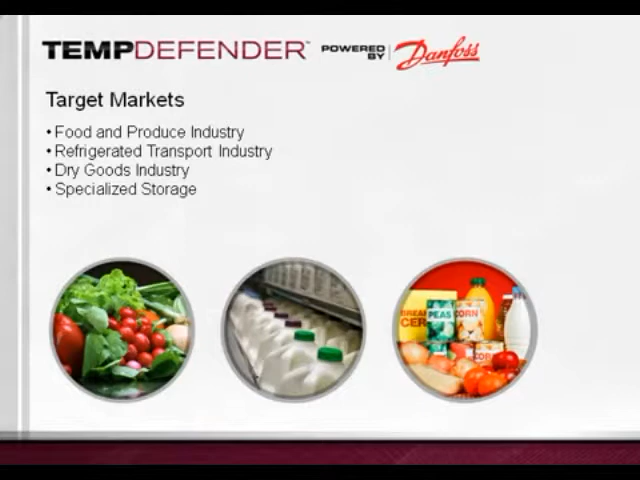 TEMPDEFENDER™ POWERED BY Danfoss
Target Markets
• Food and Produce Industry
• Refrigerated Transport Industry
• Dry Goods Industry
• Specialized Storage
PEAS
CORN